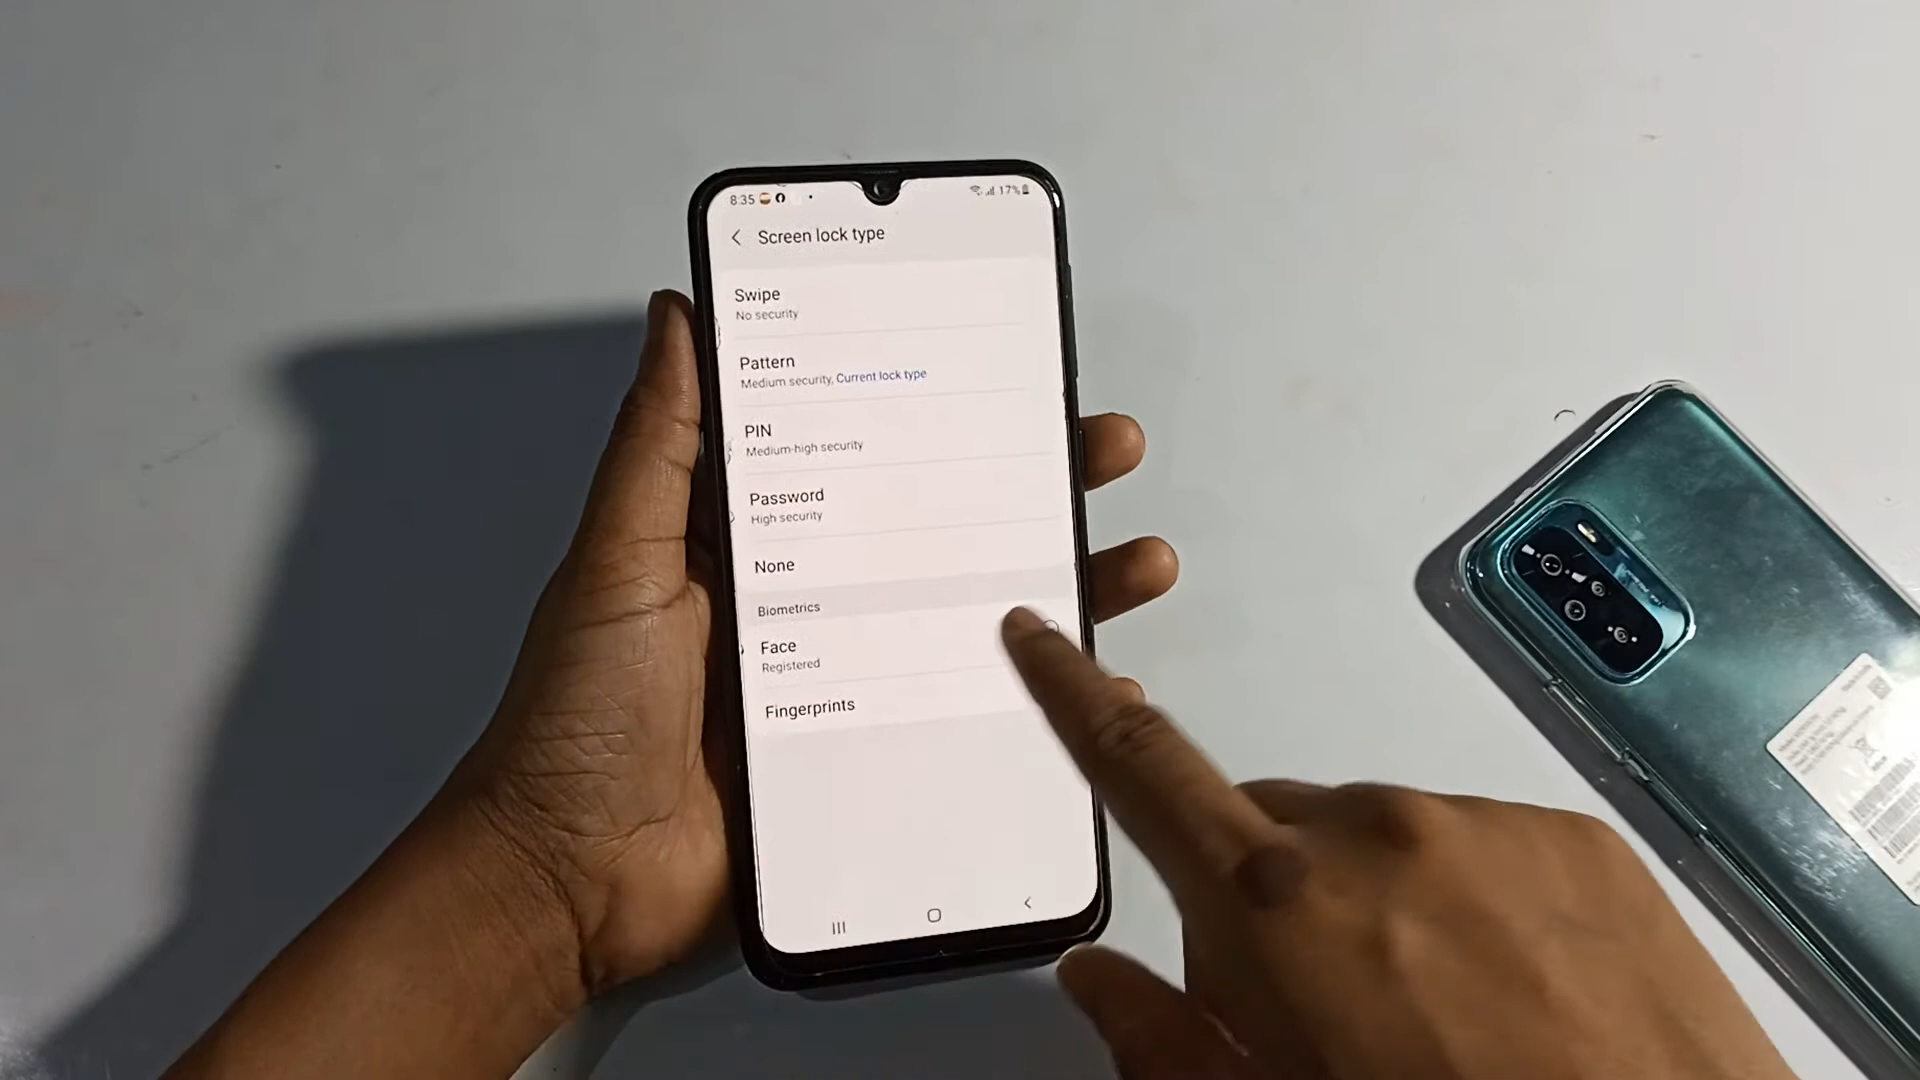 8:35
17%
Screen lock type
Swipe
No security
Pattern
Medium security, Current lock type
PIN
Medium-high security
Password
High security
None
Biometrics
Face
Registered
Fingerprints